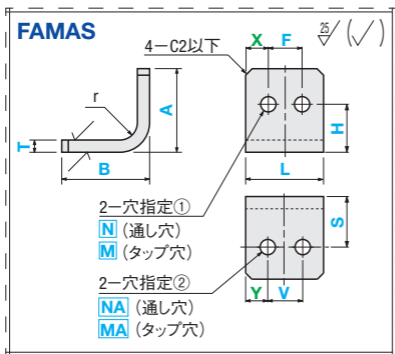 FAMAS
4−C2以下
X
F
25
r
A
H
T
B
L
2−穴指定①
N (通し穴)
M (タップ穴)
S
2−穴指定②
NA (通し穴)
MA (タップ穴)
Y
V